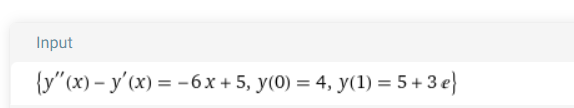 Input
{y′′(x) – y′(x) = –6 x + 5, y(0) = 4, y(1) = 5 + 3 e}